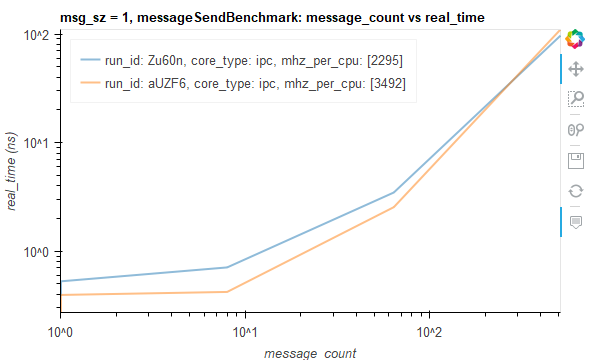 msg_sz = 1, messageSendBenchmark: message_count vs real_time
run_id: Zu60n, core_type: ipc, mhz_per_cpu: [2295]
run_id: aUZF6, core_type: ipc, mhz_per_cpu: [3492]
real_time (ns)
10^2
10^1
10^0
10^0
10^1
10^2
message_count